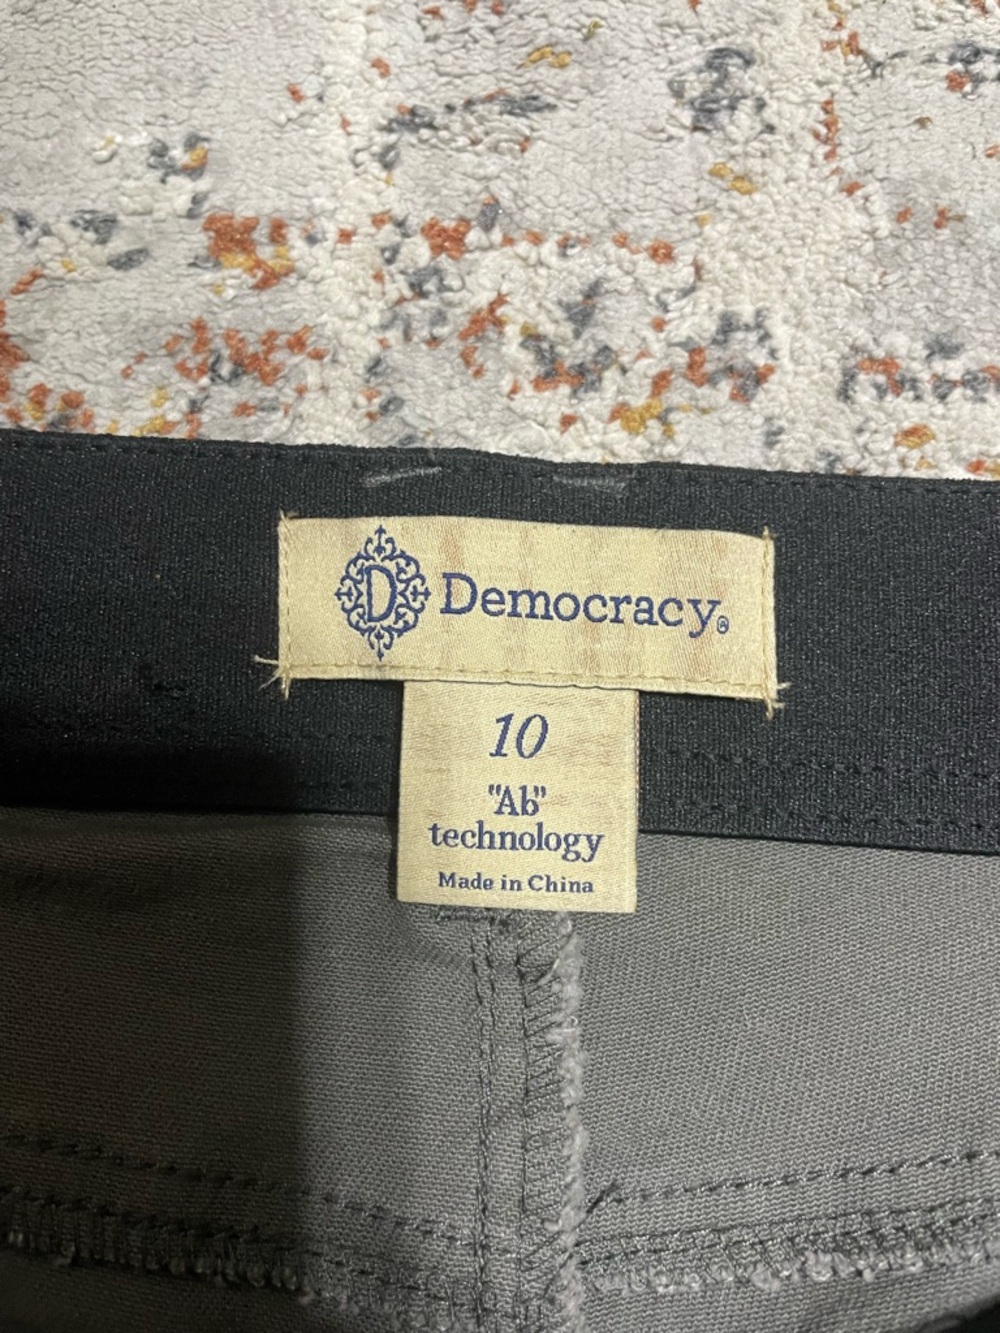 D Democracy®
10
"Ab"
technology
Made in China